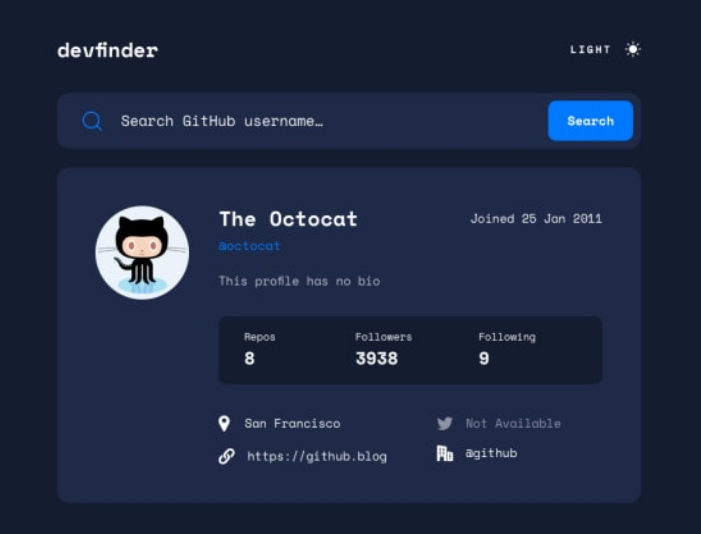 devfinder
LIGHT
Search GitHub username…
Search
The Octocat
Joined 25 Jan 2011
@octocat
This profile has no bio
Repos Followers Following
8 3938 9
San Francisco
Not Available
https://github.blog
@github